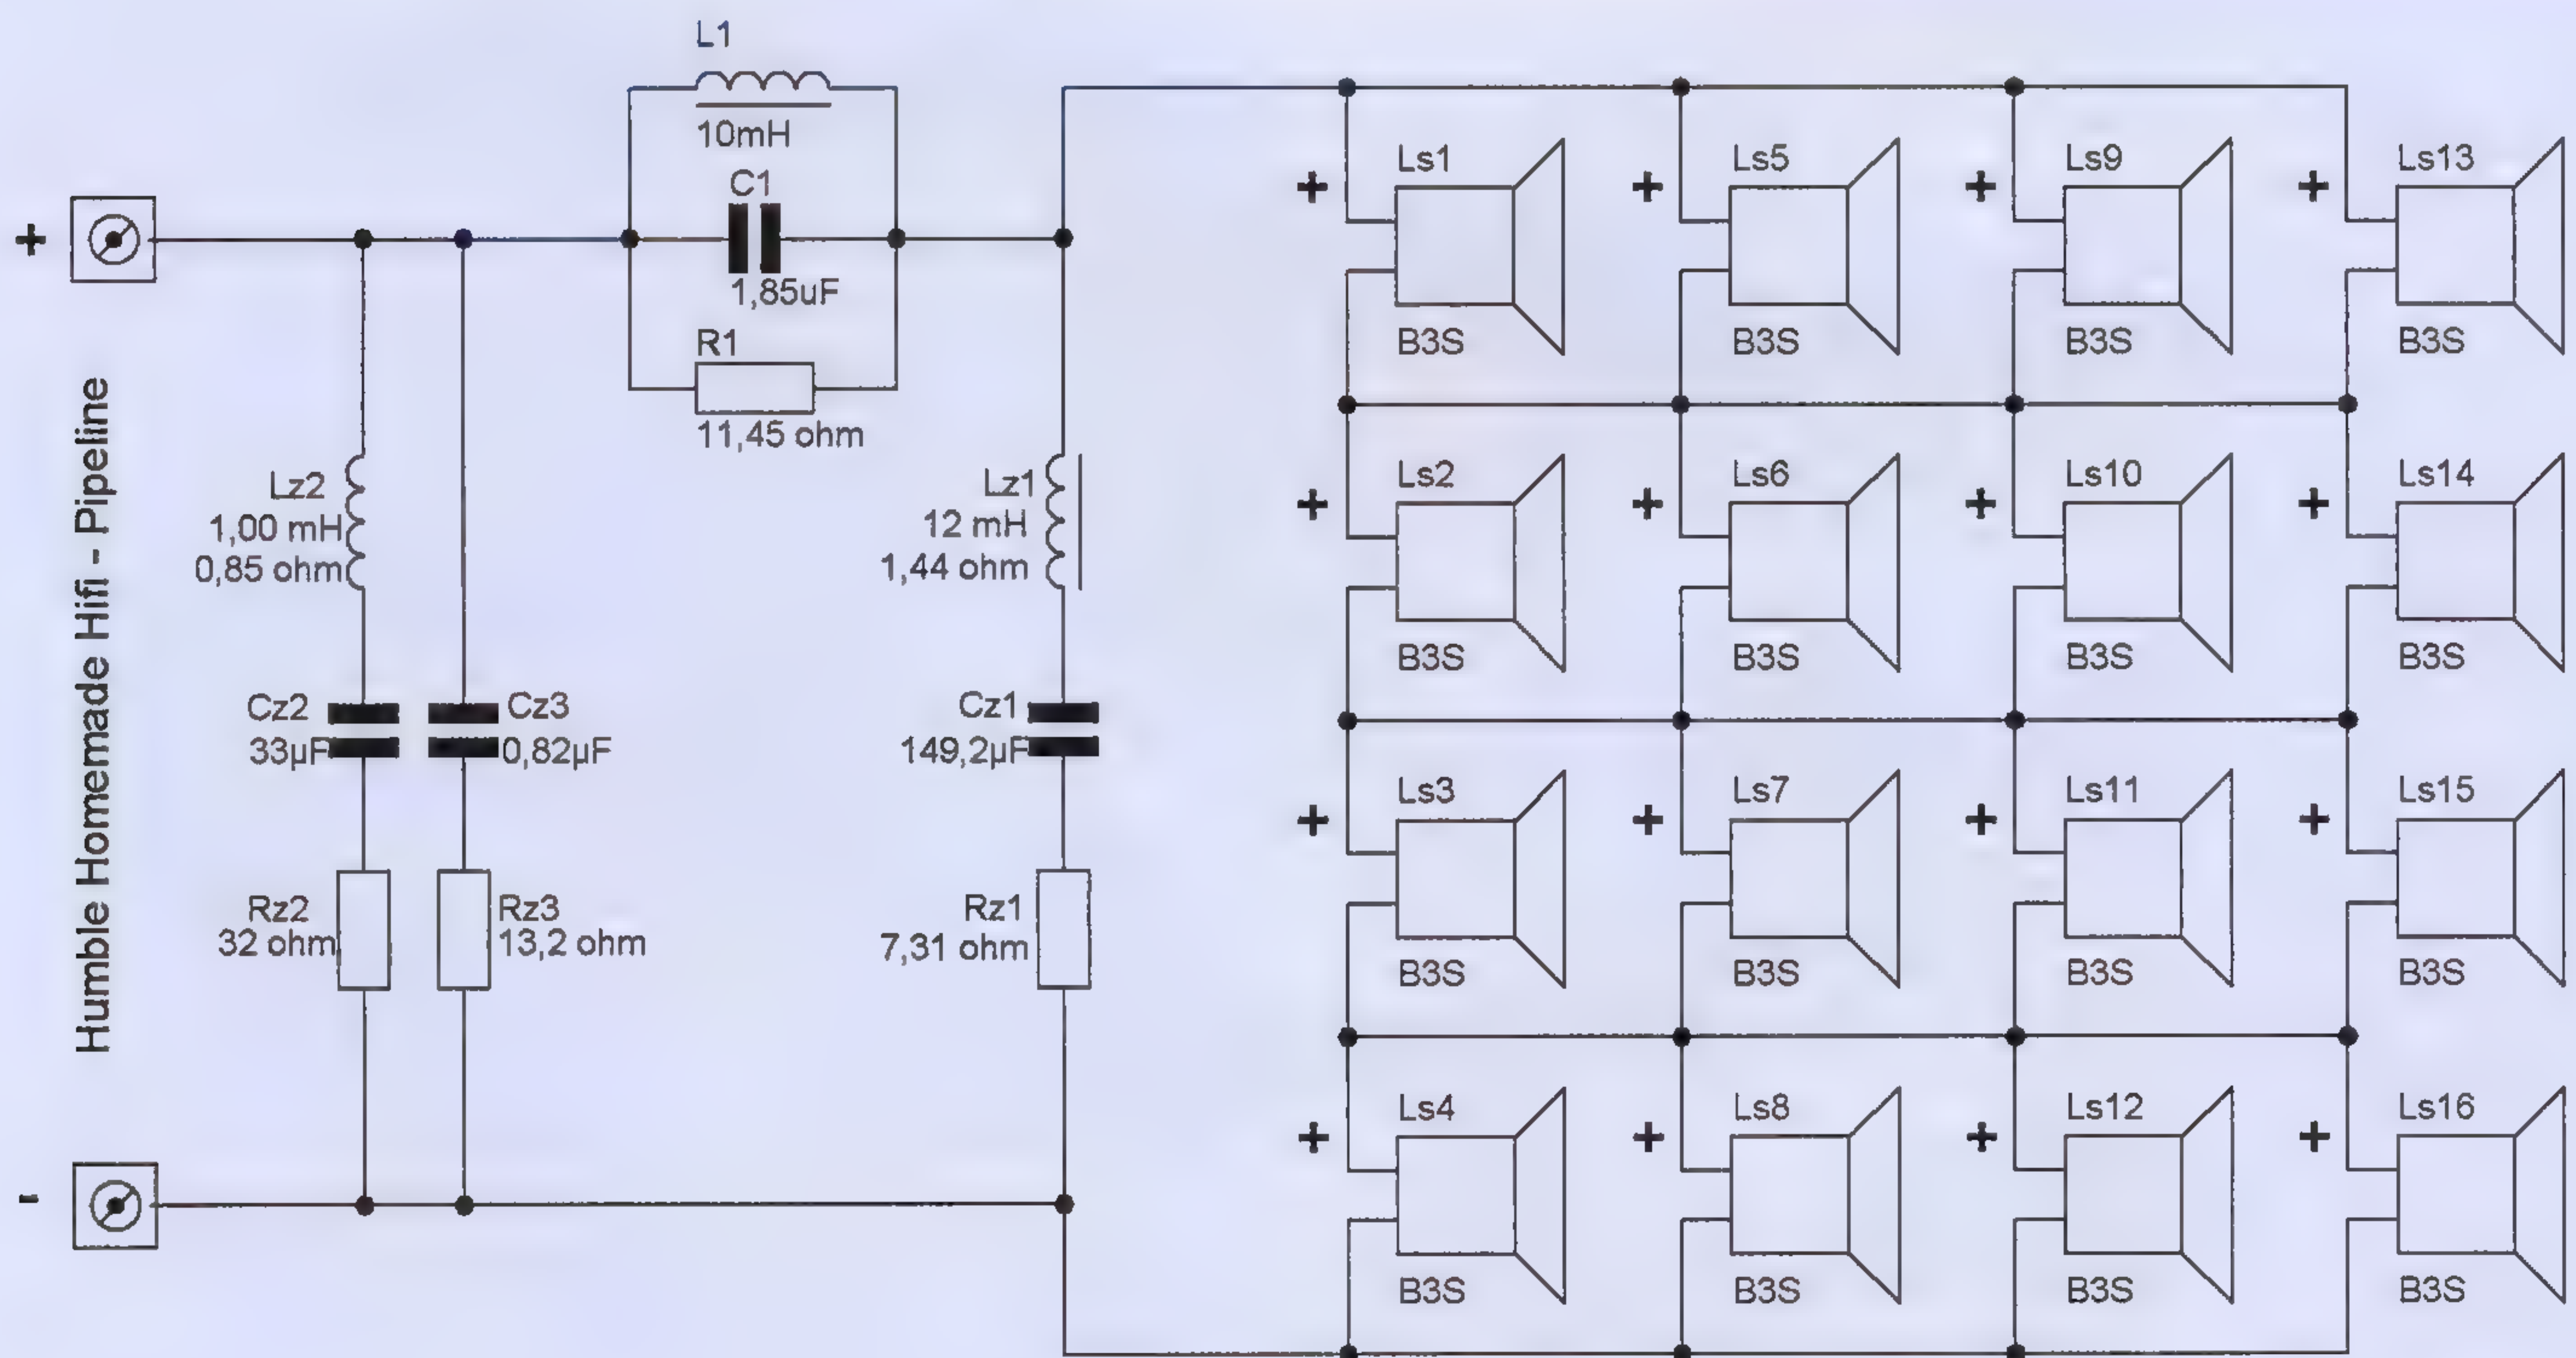 L1
10mH
C1
1,85uF
R1
11,45 ohm
+
-
Humble Homemade Hifi - Pipeline
Lz2
1,00 mH
0,85 ohm
Cz2
33µF
Rz2
32 ohm
Cz3
0,82µF
Rz3
13,2 ohm
Lz1
12 mH
1,44 ohm
Cz1
149,2µF
Rz1
7,31 ohm
+ Ls1
B3S
+ Ls5
B3S
+ Ls9
B3S
+ Ls13
B3S
+ Ls2
B3S
+ Ls6
B3S
+ Ls10
B3S
+ Ls14
B3S
+ Ls3
B3S
+ Ls7
B3S
+ Ls11
B3S
+ Ls15
B3S
+ Ls4
B3S
+ Ls8
B3S
+ Ls12
B3S
+ Ls16
B3S